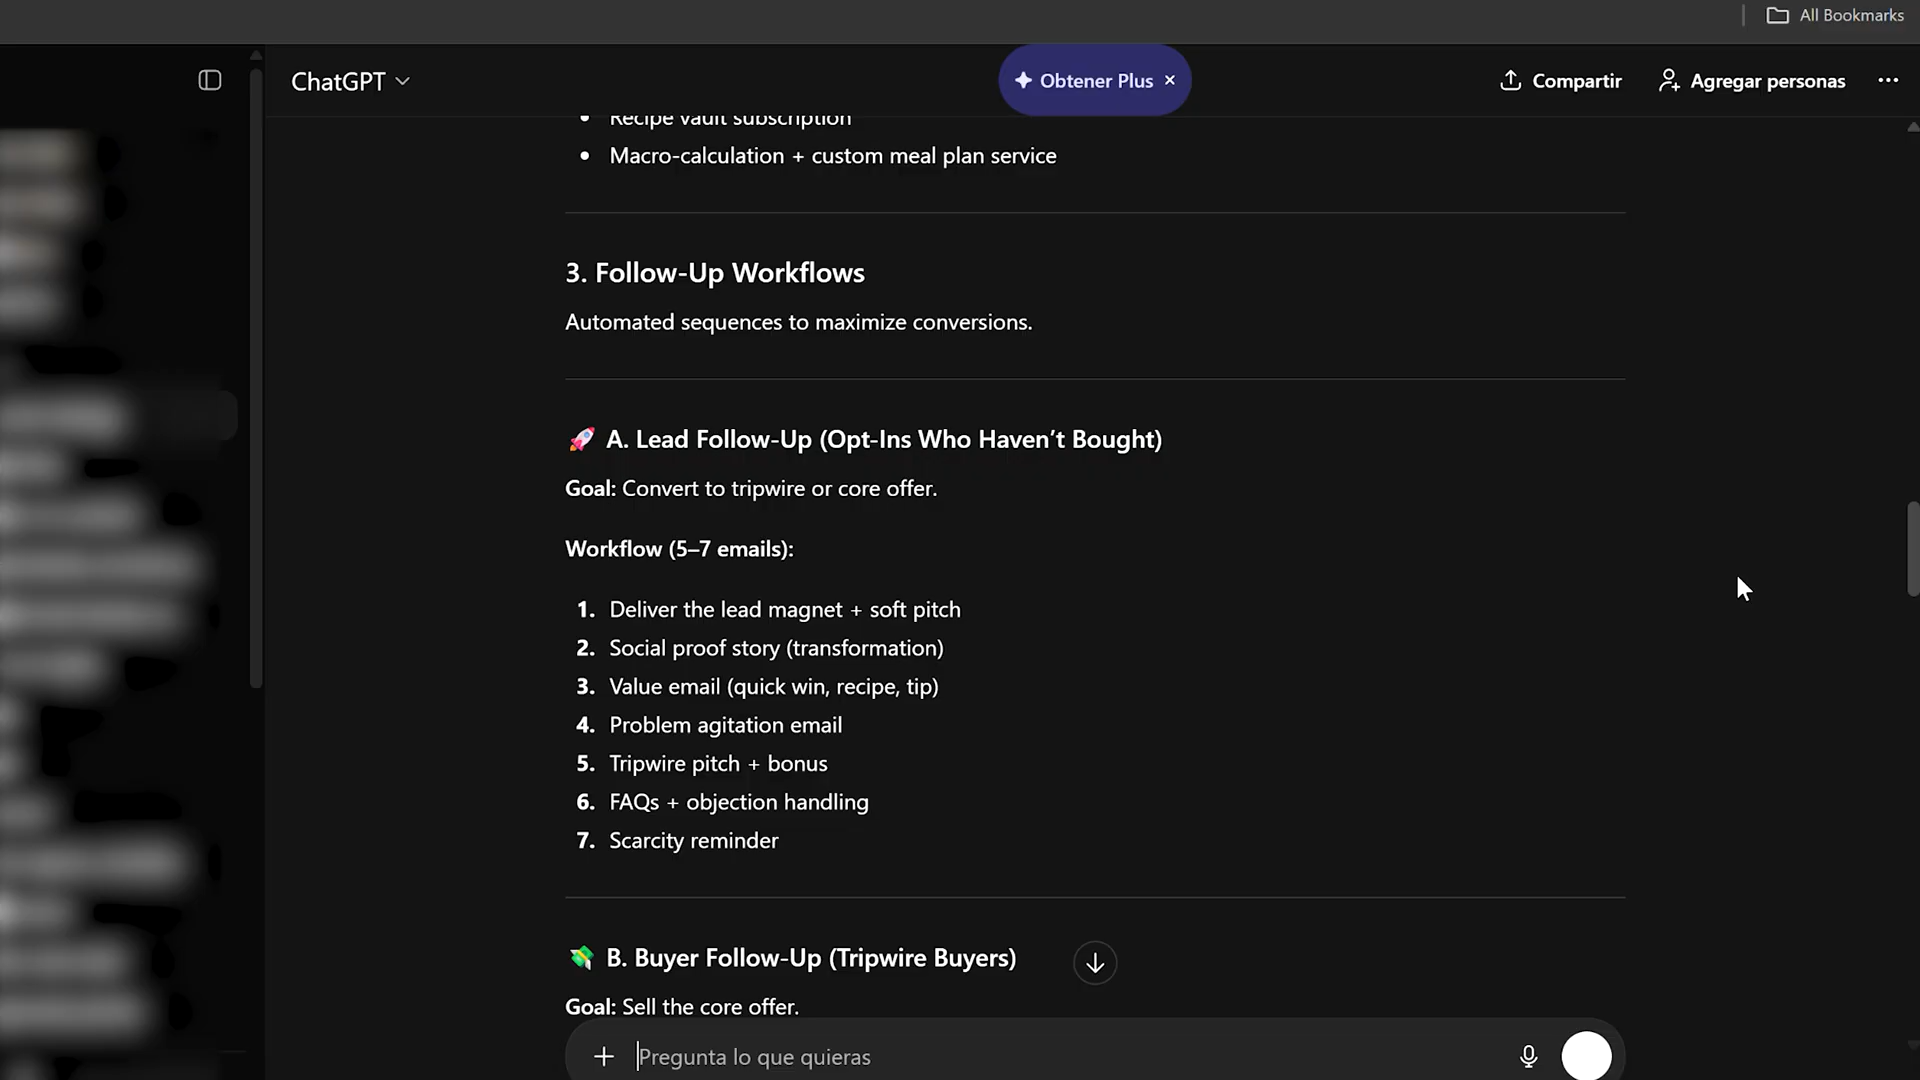 All Bookmarks
ChatGPT
Obtener Plus ×
Compartir
Agregar personas
• Recipe vault subscription
• Macro-calculation + custom meal plan service
3. Follow-Up Workflows
Automated sequences to maximize conversions.
🚀 A. Lead Follow-Up (Opt-Ins Who Haven’t Bought)
Goal: Convert to tripwire or core offer.
Workflow (5–7 emails):
1. Deliver the lead magnet + soft pitch
2. Social proof story (transformation)
3. Value email (quick win, recipe, tip)
4. Problem agitation email
5. Tripwire pitch + bonus
6. FAQs + objection handling
7. Scarcity reminder
💸 B. Buyer Follow-Up (Tripwire Buyers)
Goal: Sell the core offer.
Pregunta lo que quieras